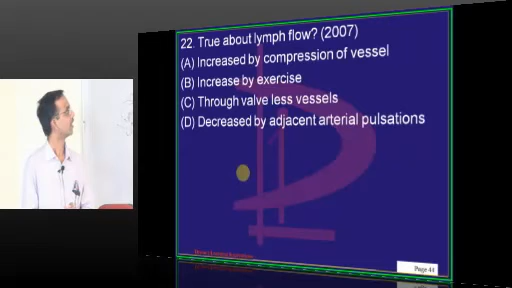 22. True about lymph flow? (2007)
(A) Increased by compression of vessel
(B) Increase by exercise
(C) Through valve less vessels
(D) Decreased by adjacent arterial pulsations
Page 44